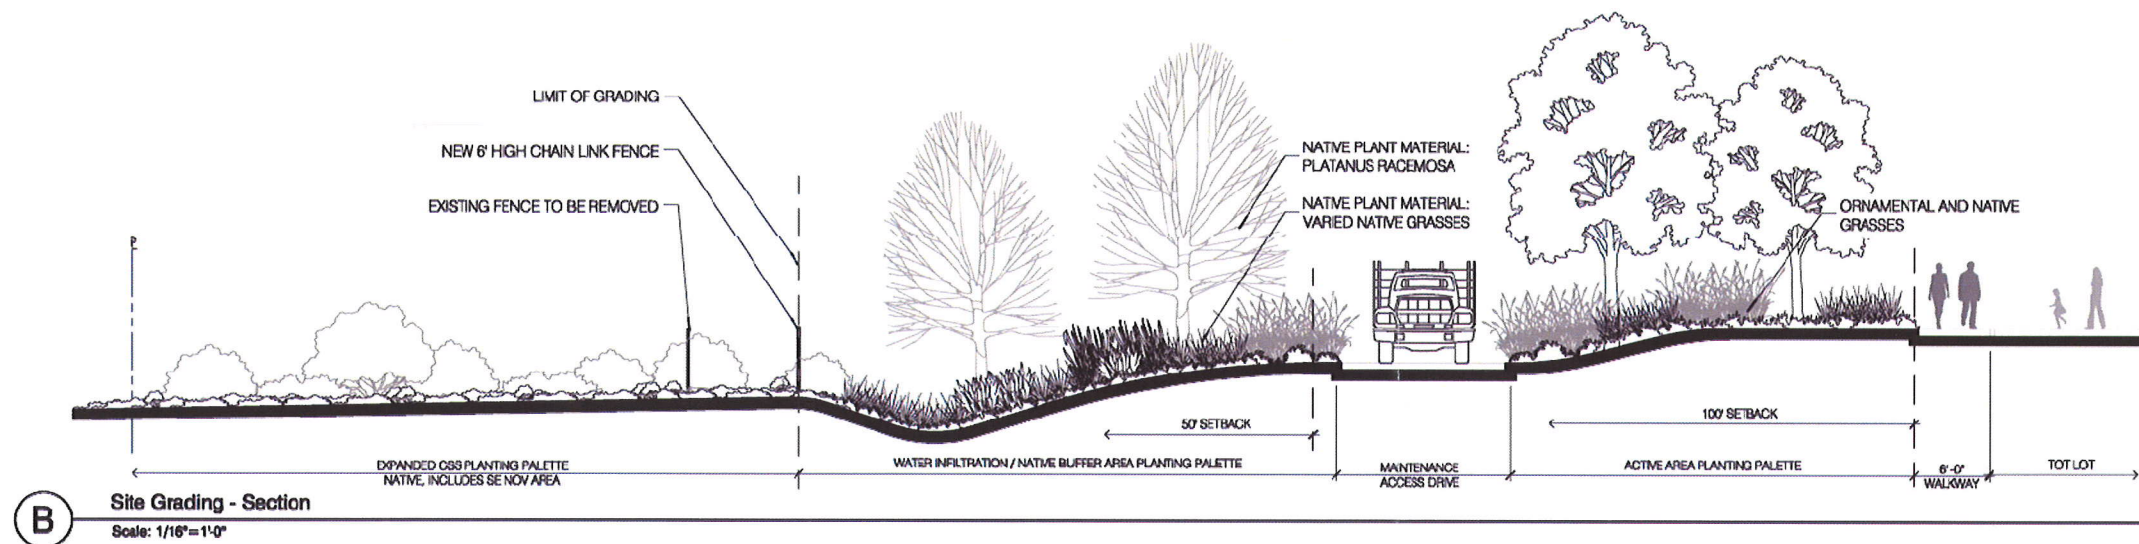 LIMIT OF GRADING
NEW 6' HIGH CHAIN LINK FENCE
EXISTING FENCE TO BE REMOVED
NATIVE PLANT MATERIAL:
PLATANUS RACEMOSA
NATIVE PLANT MATERIAL:
VARIED NATIVE GRASSES
ORNAMENTAL AND NATIVE
GRASSES
50' SETBACK
100' SETBACK
EXPANDED CSS PLANTING PALETTE
NATIVE, INCLUDES SE NOV AREA
WATER INFILTRATION / NATIVE BUFFER AREA PLANTING PALETTE
MAINTENANCE
ACCESS DRIVE
ACTIVE AREA PLANTING PALETTE
6'-0"
WALKWAY
TOT LOT
B
Site Grading - Section
Scale: 1/16"=1'-0"